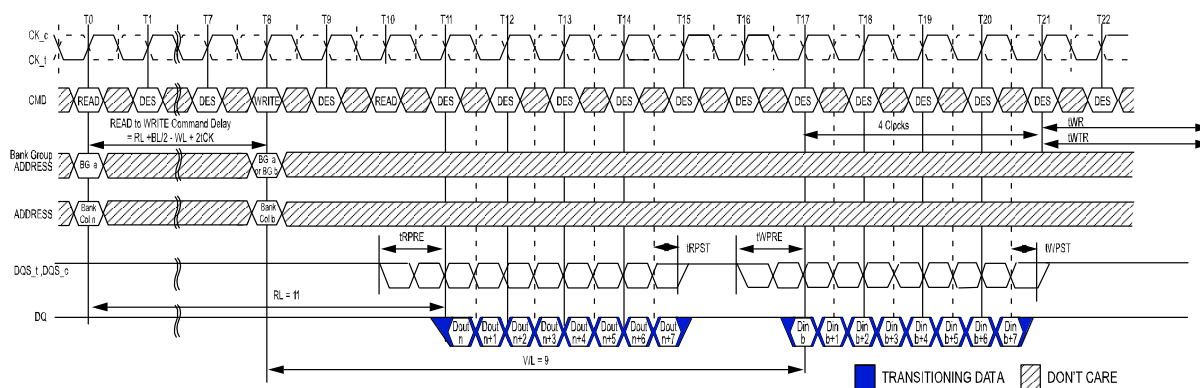 T0 T1 T7 T8 T9 T10 T11 T12 T13 T14 T15 T16 T17 T18 T19 T20 T21 T22
CK_c
CK_t
CMD READ DES DES WRITE DES READ DES DES DES DES DES DES DES DES DES DES DES DES
READ to WRITE Command Delay
= RL +BL/2 - WL + 2tCK
4 Clocks
tWR
tWTR
Bank Group
ADDRESS
BG a
BG a
or BG b
ADDRESS
Bank
Col n
Bank
Col b
tRPRE tRPST tWPRE tWPST
DQS_t ,DQS_c
RL = 11
DQ
Dout Dout Dout Dout Dout Dout Dout Dout Din Din Din Din Din Din Din Din
n n+1 n+2 n+3 n+4 n+5 n+6 n+7 b b+1 b+2 b+3 b+4 b+5 b+6 b+7
WL = 9
TRANSITIONING DATA DON'T CARE